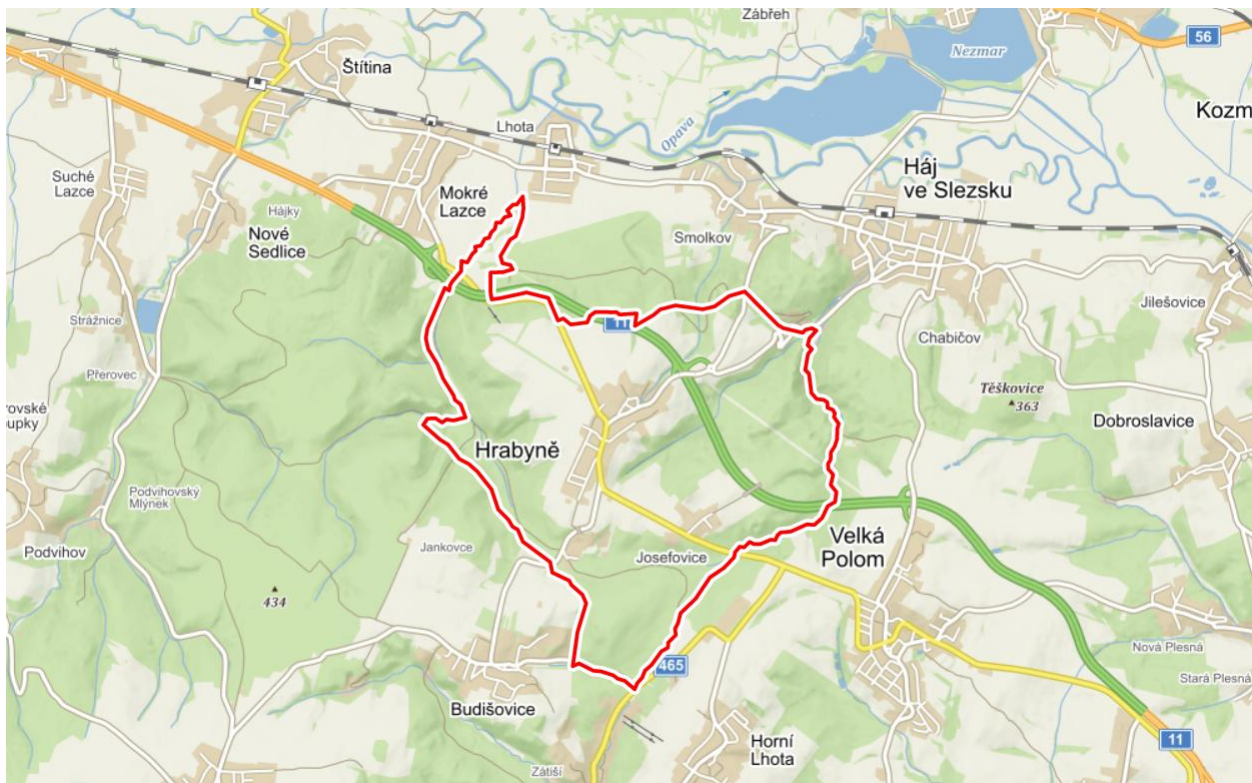 Zábřeh
56
Nezmar
Štítina
Kozm
Lhota
Opava
Háj
ve Slezsku
Suché
Lazce
Mokré
Lazce
Hájky
Nové
Sedlice
Smolkov
Jilešovice
Strážnice
11
Chabičov
Přerovec
Těškovice
363
rovské
oupky
Dobroslavice
Hrabyně
Podvihovský
Mlýnek
Podvihov
Jankovce
Josefovice
Velká
Polom
434
465
Nová Plesná
Stará Plesná
Budišovice
Horní
Lhota
11
Zátiší